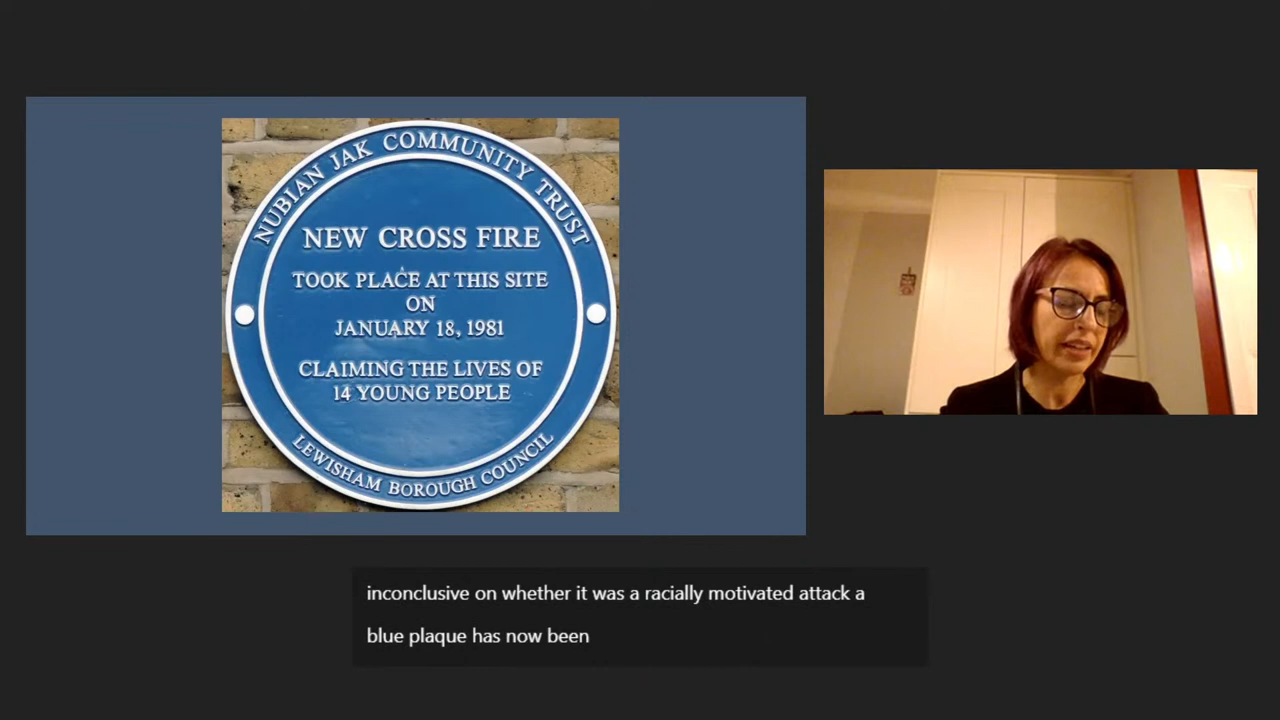 NUBIAN JAK COMMUNITY TRUST
NEW CROSS FIRE
TOOK PLACE AT THIS SITE
ON
JANUARY 18, 1981
CLAIMING THE LIVES OF
14 YOUNG PEOPLE
LEWISHAM BOROUGH COUNCIL
inconclusive on whether it was a racially motivated attack a
blue plaque has now been